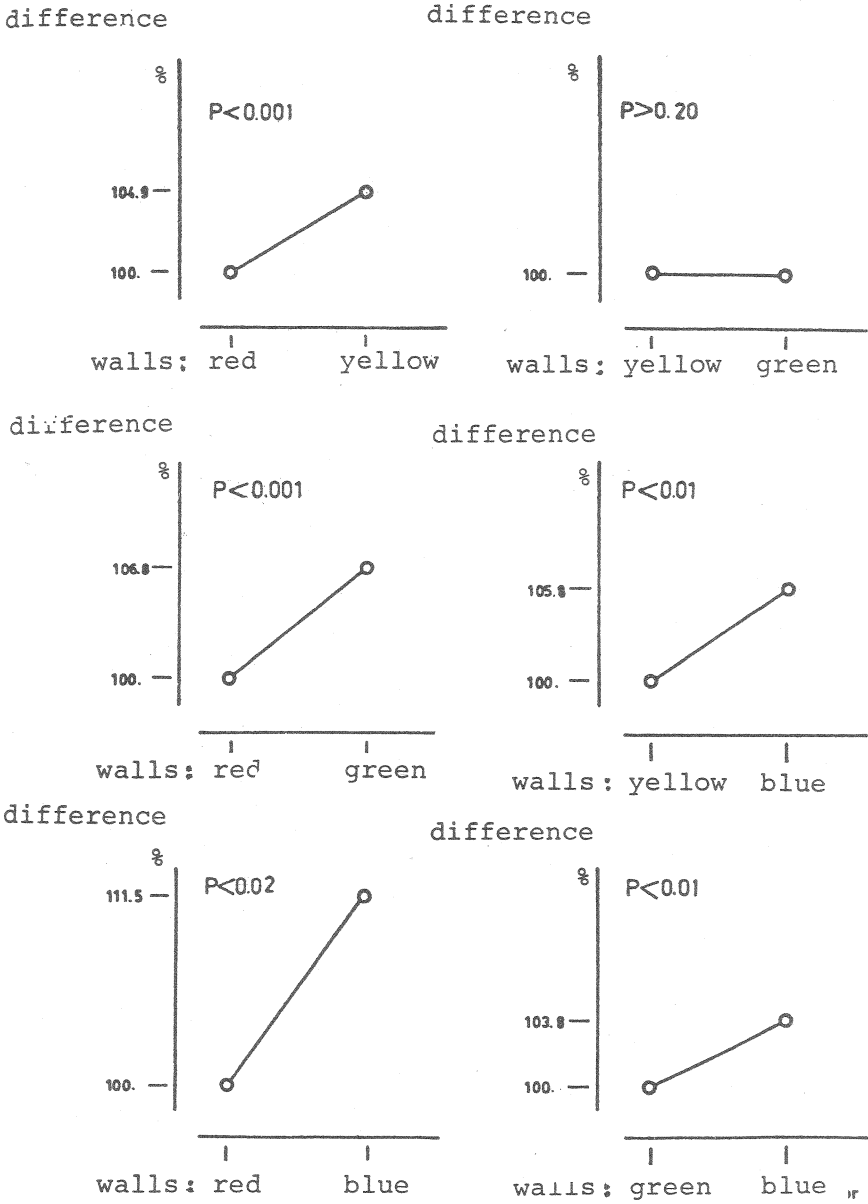 difference
%
P<0.001
104.9
100.
walls: red yellow
difference
%
P>0.20
100.
walls: yellow green
difference
%
P<0.001
106.8
100.
walls: red green
difference
%
P<0.01
105.8
100.
walls: yellow blue
difference
%
P<0.02
111.5
100.
walls: red blue
difference
%
P<0.01
103.9
100.
walls: green blue